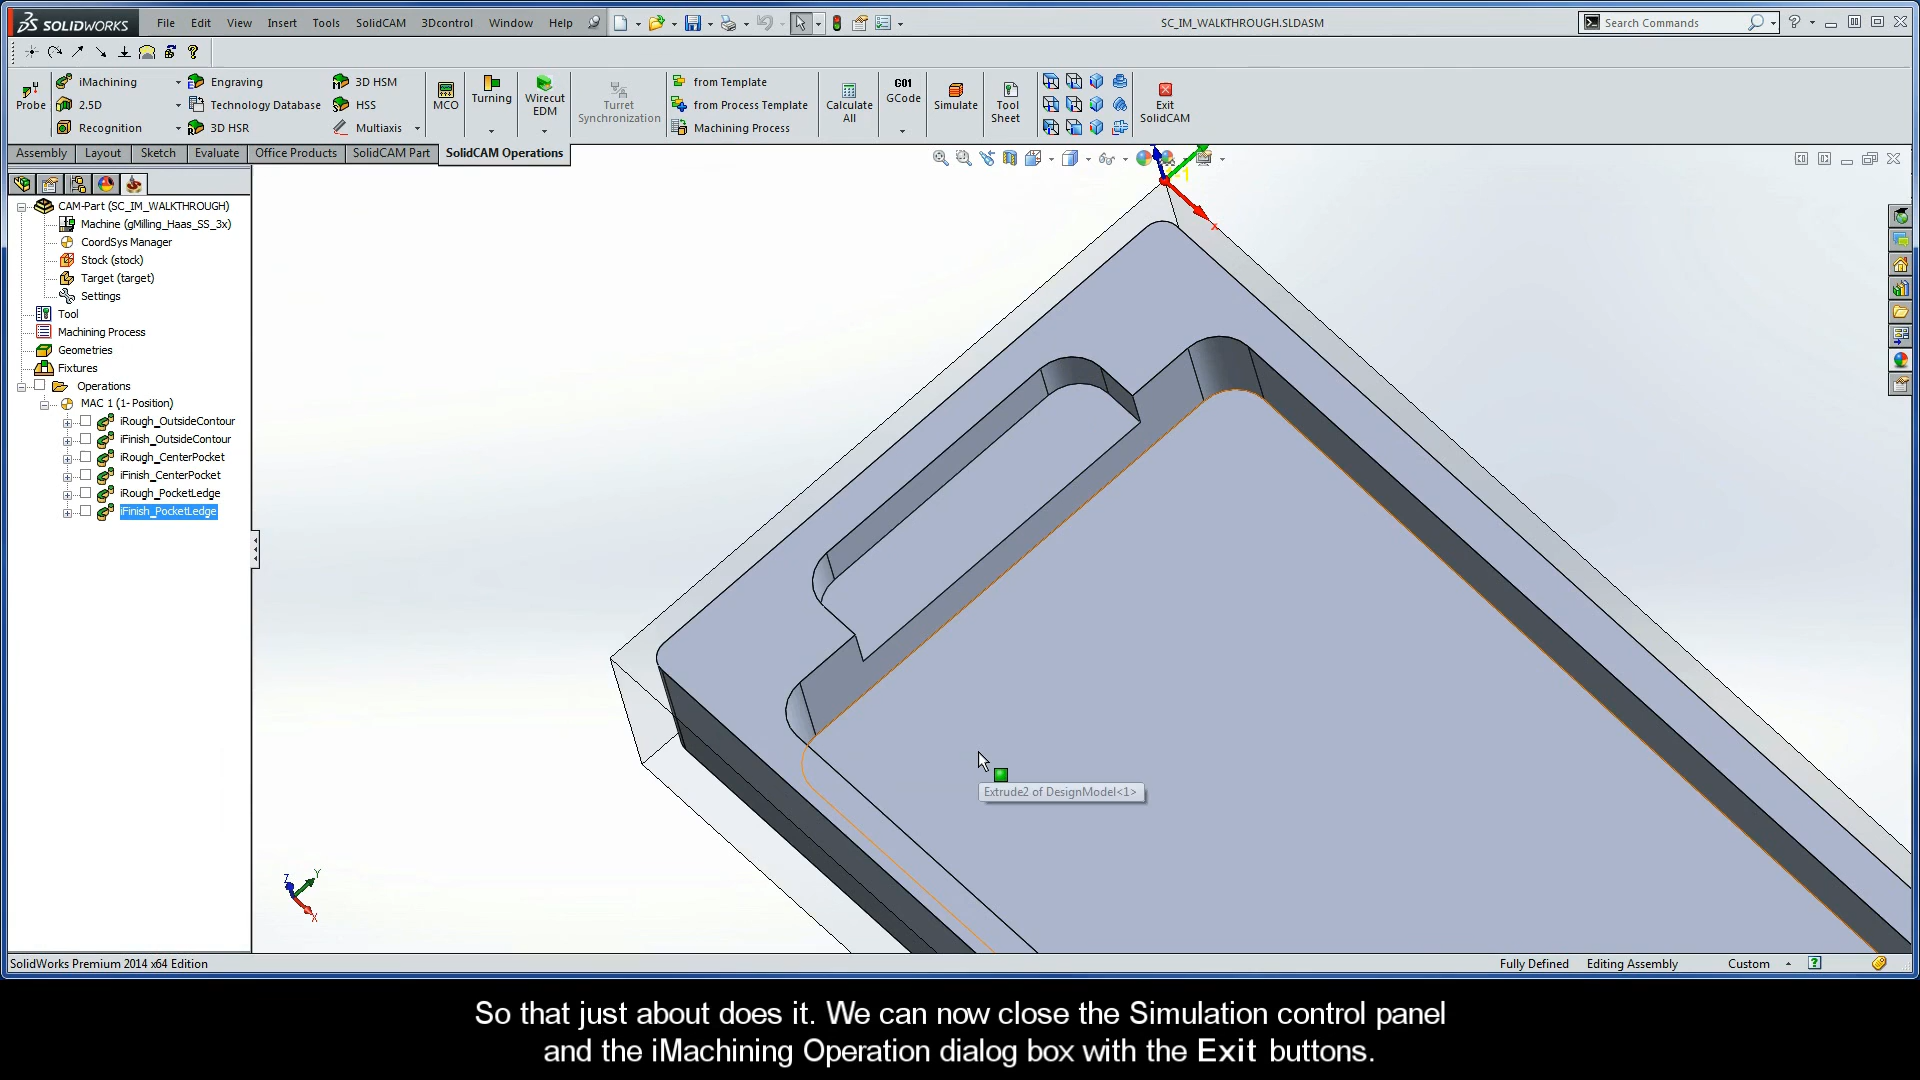 SOLIDWORKS
File Edit View Insert Tools SolidCAM 3Dcontrol Window Help
SC_IM_WALKTHROUGH.SLDASM
Search Commands
Probe
iMachining
2.5D
Recognition
Engraving
Technology Database
3D HSR
3D HSM
HSS
Multiaxis
MCO
Turning
Wirecut
EDM
Turret
Synchronization
from Template
from Process Template
Machining Process
Calculate
All
G01
GCode
Simulate
Tool
Sheet
Exit
SolidCAM
Assembly Layout Sketch Evaluate Office Products SolidCAM Part SolidCAM Operations
CAM-Part (SC_IM_WALKTHROUGH)
Machine (gMilling_Haas_SS_3x)
CoordSys Manager
Stock (stock)
Target (target)
Settings
Tool
Machining Process
Geometries
Fixtures
Operations
MAC 1 (1- Position)
iRough_OutsideContour
iFinish_OutsideContour
iRough_CenterPocket
iFinish_CenterPocket
iRough_PocketLedge
iFinish_PocketLedge
x
Extrude2 of DesignModel<1>
Z
Y
X
SolidWorks Premium 2014 x64 Edition
Fully Defined Editing Assembly Custom
So that just about does it. We can now close the Simulation control panel
and the iMachining Operation dialog box with the Exit buttons.